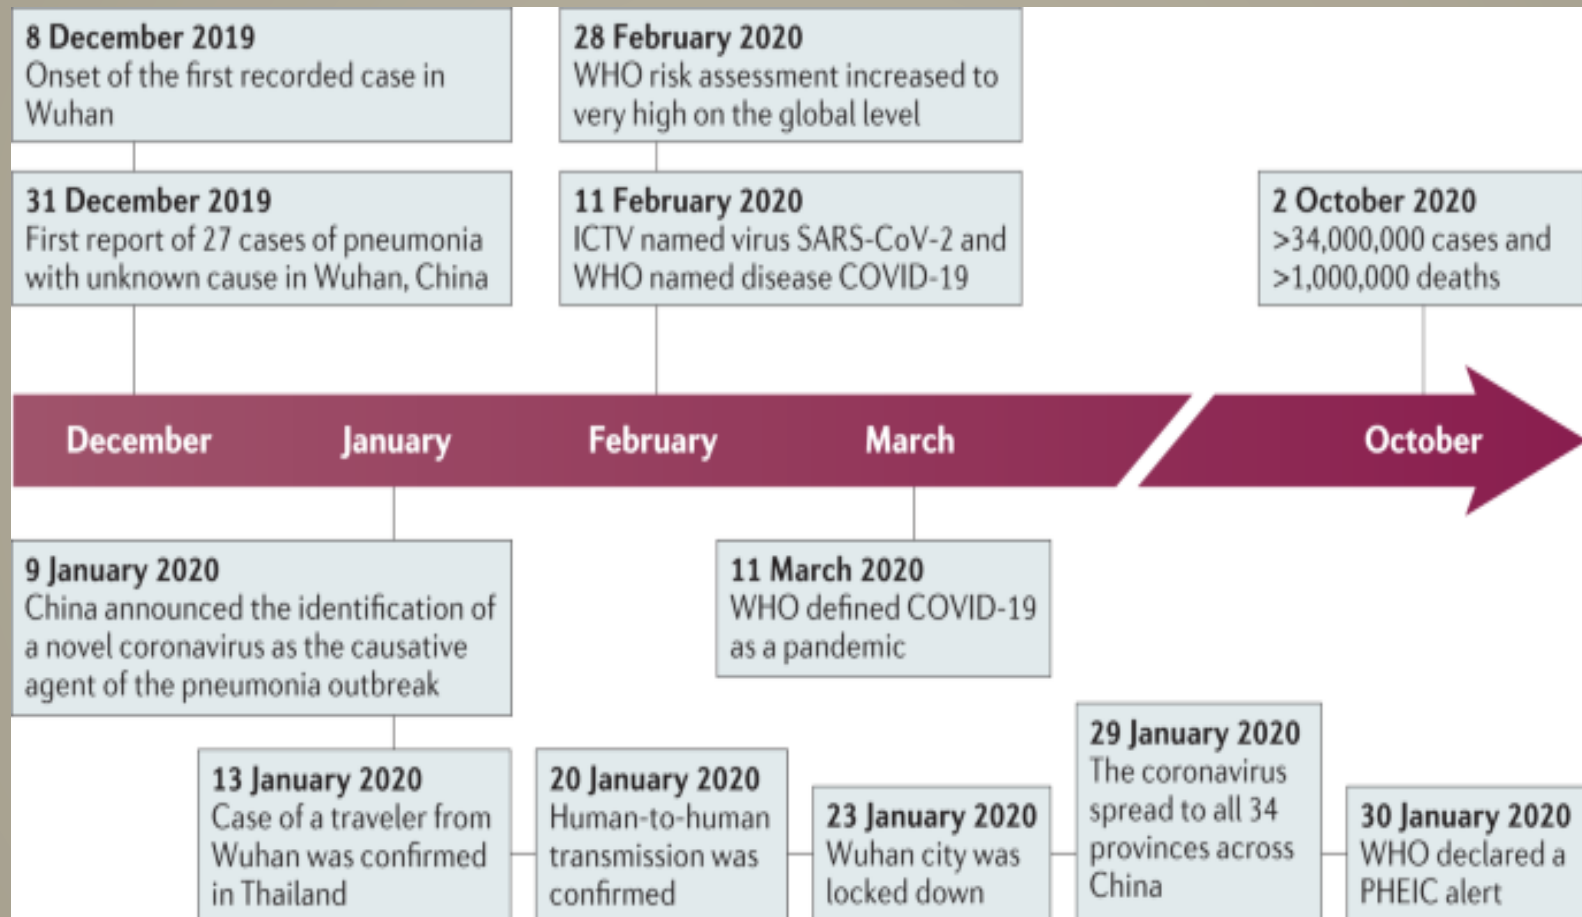 8 December 2019
Onset of the first recorded case in
Wuhan
28 February 2020
WHO risk assessment increased to
very high on the global level
31 December 2019
First report of 27 cases of pneumonia
with unknown cause in Wuhan, China
11 February 2020
ICTV named virus SARS-CoV-2 and
WHO named disease COVID-19
2 October 2020
>34,000,000 cases and
>1,000,000 deaths
December
January
February
March
October
9 January 2020
China announced the identification of
a novel coronavirus as the causative
agent of the pneumonia outbreak
11 March 2020
WHO defined COVID-19
as a pandemic
13 January 2020
Case of a traveler from
Wuhan was confirmed
in Thailand
20 January 2020
Human-to-human
transmission was
confirmed
23 January 2020
Wuhan city was
locked down
29 January 2020
The coronavirus
spread to all 34
provinces across
China
30 January 2020
WHO declared a
PHEIC alert